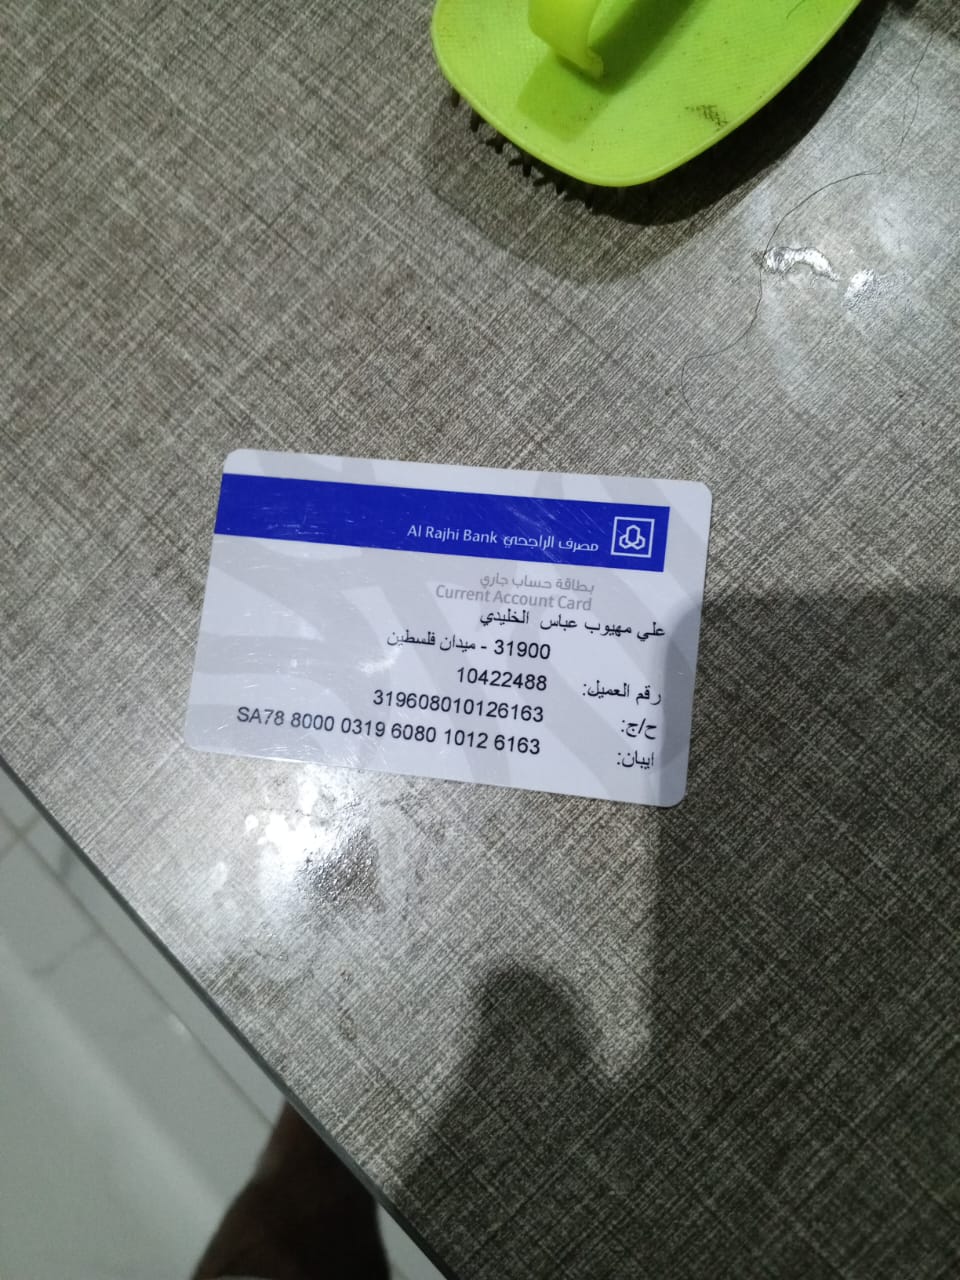 مصرف الراجحي Al Rajhi Bank
بطاقة حساب جاري
Current Account Card
علي مهيوب عباس الخليدي
31900 - ميدان فلسطين
رقم العميل: 10422488
ح/ج: 319608010126163
ايبان: SA78 8000 0319 6080 1012 6163